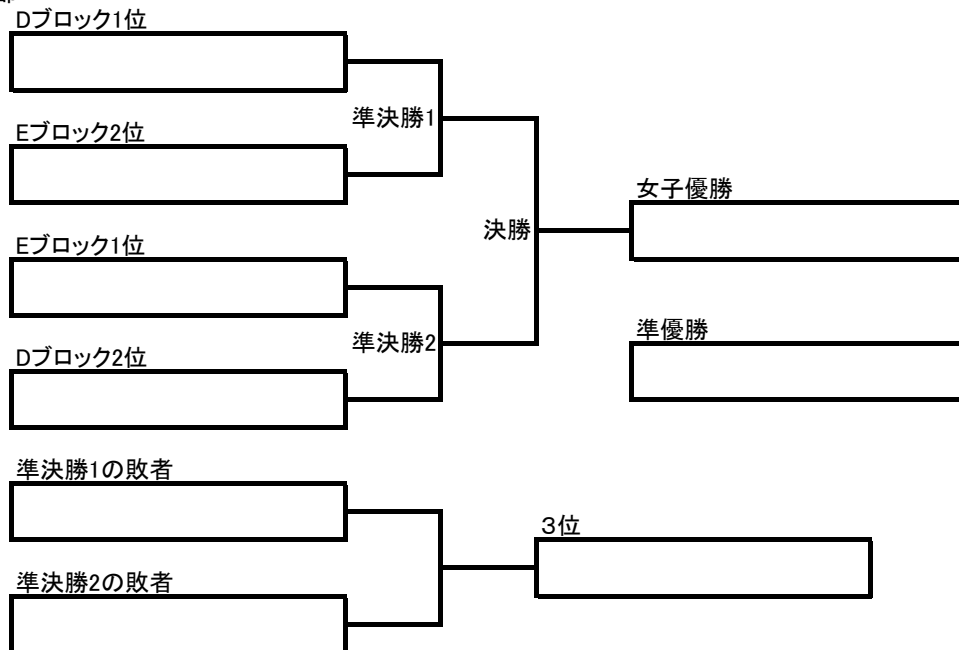 Dブロック1位
準決勝1
Eブロック2位
女子優勝
決勝
Eブロック1位
準優勝
準決勝2
Dブロック2位
準決勝1の敗者
3位
準決勝2の敗者